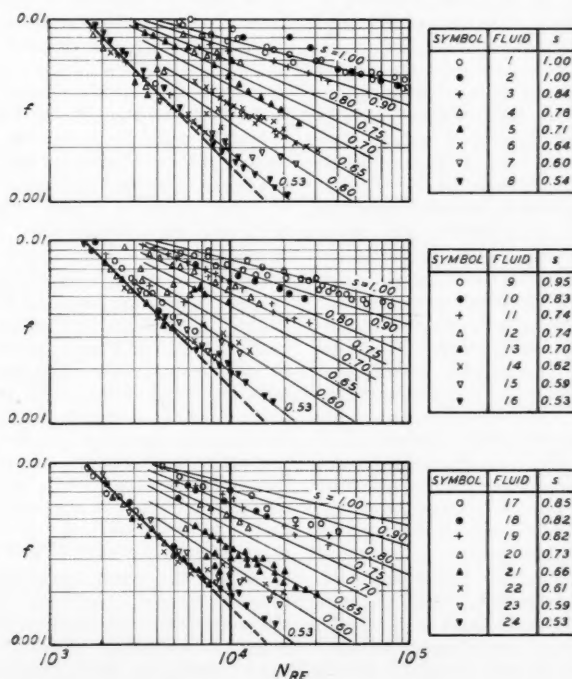 0.01
f
0.001
s = 1.00
0.90
0.80
0.75
0.70
0.65
0.60
0.53
SYMBOL FLUID s
○ 1 1.00
● 2 1.00
+ 3 0.84
△ 4 0.78
▲ 5 0.71
× 6 0.64
▽ 7 0.60
▼ 8 0.54
0.01
f
0.001
s = 1.00
0.90
0.80
0.75
0.70
0.65
0.60
0.53
SYMBOL FLUID s
○ 9 0.95
● 10 0.83
+ 11 0.74
△ 12 0.74
▲ 13 0.70
× 14 0.62
▽ 15 0.59
▼ 16 0.53
0.01
f
0.001
s = 1.00
0.90
0.80
0.75
0.70
0.65
0.60
0.53
10³ 10⁴ 10⁵
N_RE
SYMBOL FLUID s
○ 17 0.85
● 18 0.82
+ 19 0.82
△ 20 0.73
▲ 21 0.66
× 22 0.61
▽ 23 0.59
▼ 24 0.53